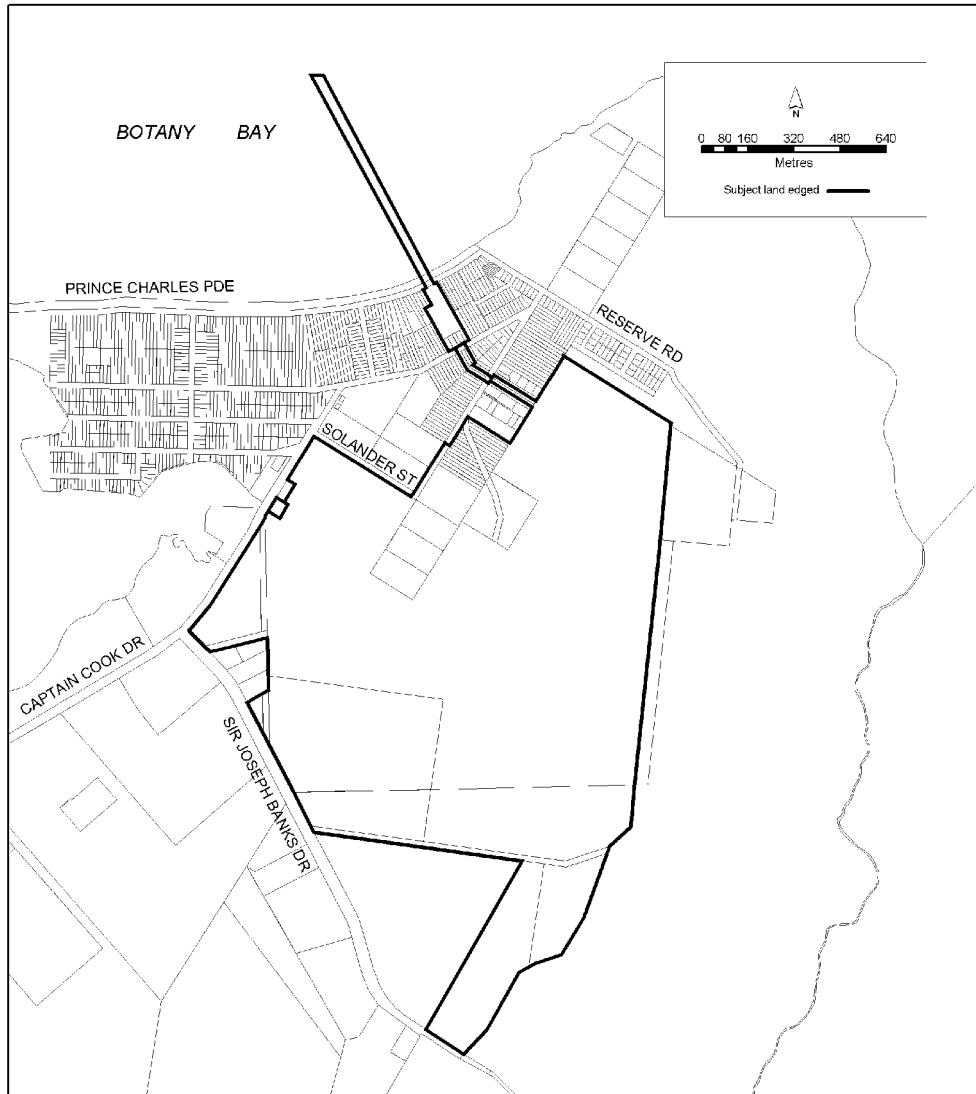 BOTANY BAY
N
0 80 160 320 480 640
Metres
Subject land edged
PRINCE CHARLES PDE
RESERVE RD
SOLANDER ST
CAPTAIN COOK DR
SIR JOSEPH BANKS DR